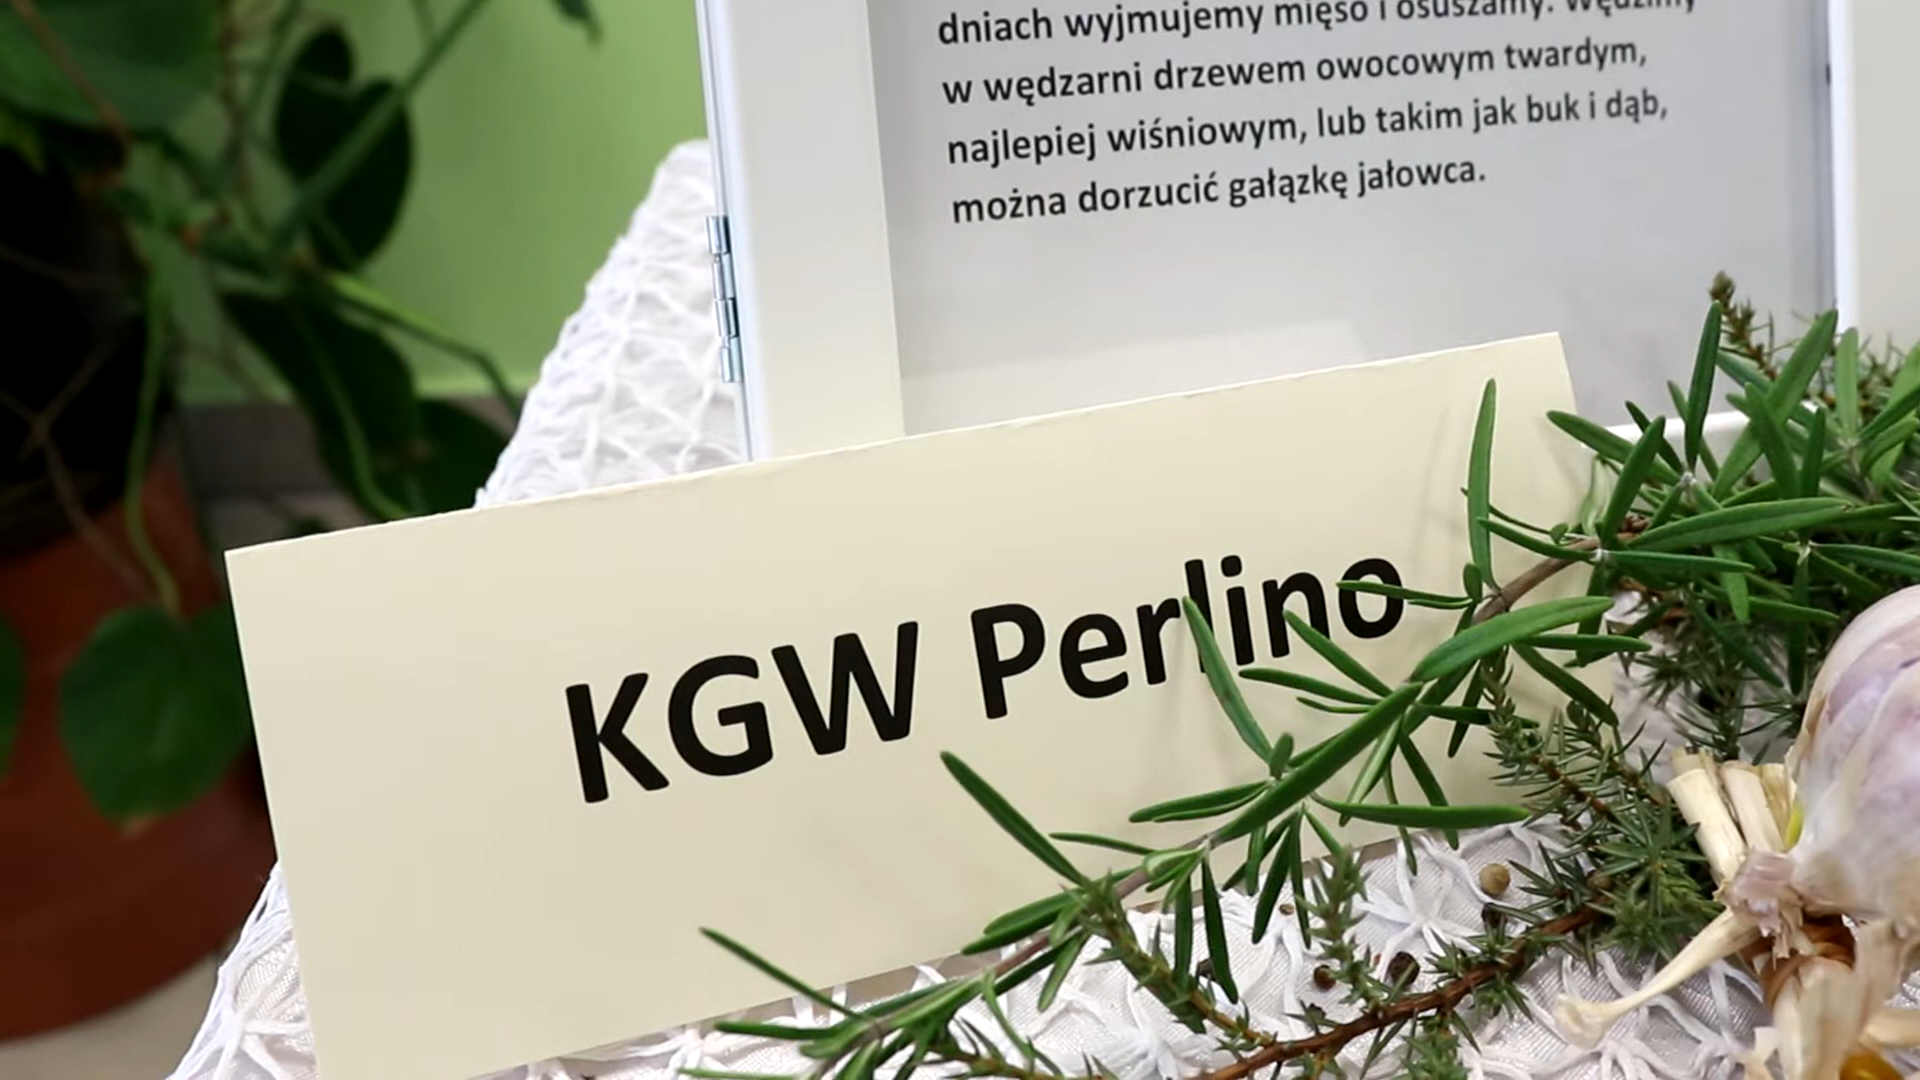 dniach wyjmujemy mięso i osuszamy. Wędzimy
w wędzarni drzewem owocowym twardym,
najlepiej wiśniowym, lub takim jak buk i dąb,
można dorzucić gałązkę jałowca.
KGW Perlino